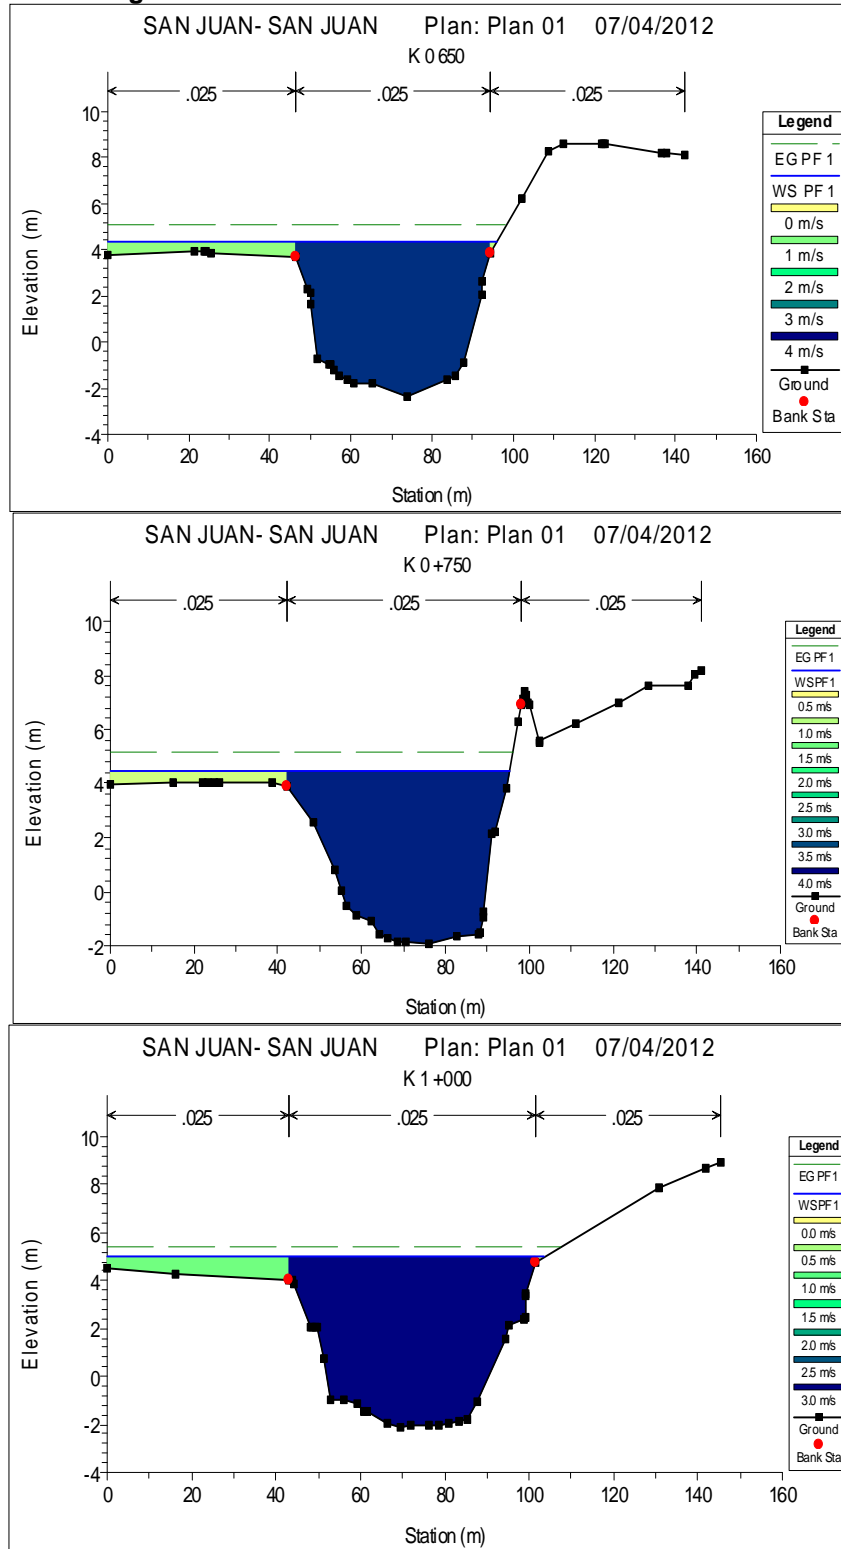 SAN JUAN- SAN JUAN Plan: Plan 01 07/04/2012
K 0 650
.025 .025 .025
10
8
6
4
2
0
-2
-4
Elevation (m)
0 20 40 60 80 100 120 140 160
Station (m)
Legend
EG PF 1
WS PF 1
0 m/s
1 m/s
2 m/s
3 m/s
4 m/s
Ground
Bank Sta
SAN JUAN- SAN JUAN Plan: Plan 01 07/04/2012
K 0 +750
.025 .025 .025
10
8
6
4
2
0
-2
Elevation (m)
0 20 40 60 80 100 120 140 160
Station (m)
Legend
EG PF 1
WS PF 1
0.5 m/s
1.0 m/s
1.5 m/s
2.0 m/s
2.5 m/s
3.0 m/s
3.5 m/s
4.0 m/s
Ground
Bank Sta
SAN JUAN- SAN JUAN Plan: Plan 01 07/04/2012
K 1 +000
.025 .025 .025
10
8
6
4
2
0
-2
-4
Elevation (m)
0 20 40 60 80 100 120 140 160
Station (m)
Legend
EG PF 1
WS PF 1
0.0 m/s
0.5 m/s
1.0 m/s
1.5 m/s
2.0 m/s
2.5 m/s
3.0 m/s
Ground
Bank Sta